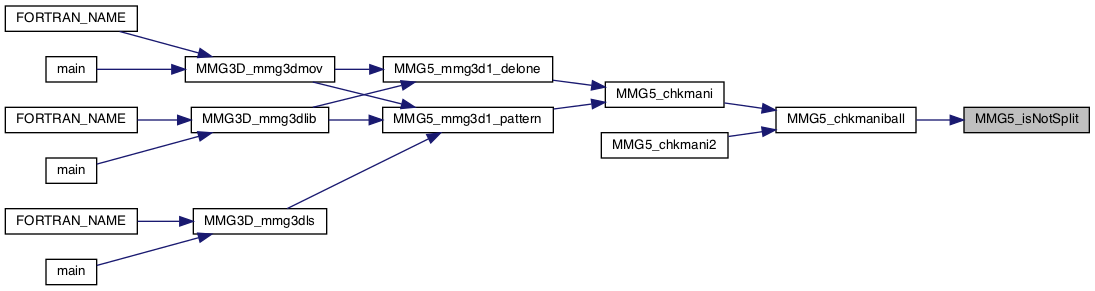 FORTRAN_NAME
main
MMG3D_mmg3dmov
MMG5_mmg3d1_delone
MMG5_chkmani
FORTRAN_NAME
MMG3D_mmg3dlib
MMG5_mmg3d1_pattern
MMG5_chkmaniball
MMG5_isNotSplit
MMG5_chkmani2
main
FORTRAN_NAME
MMG3D_mmg3dls
main